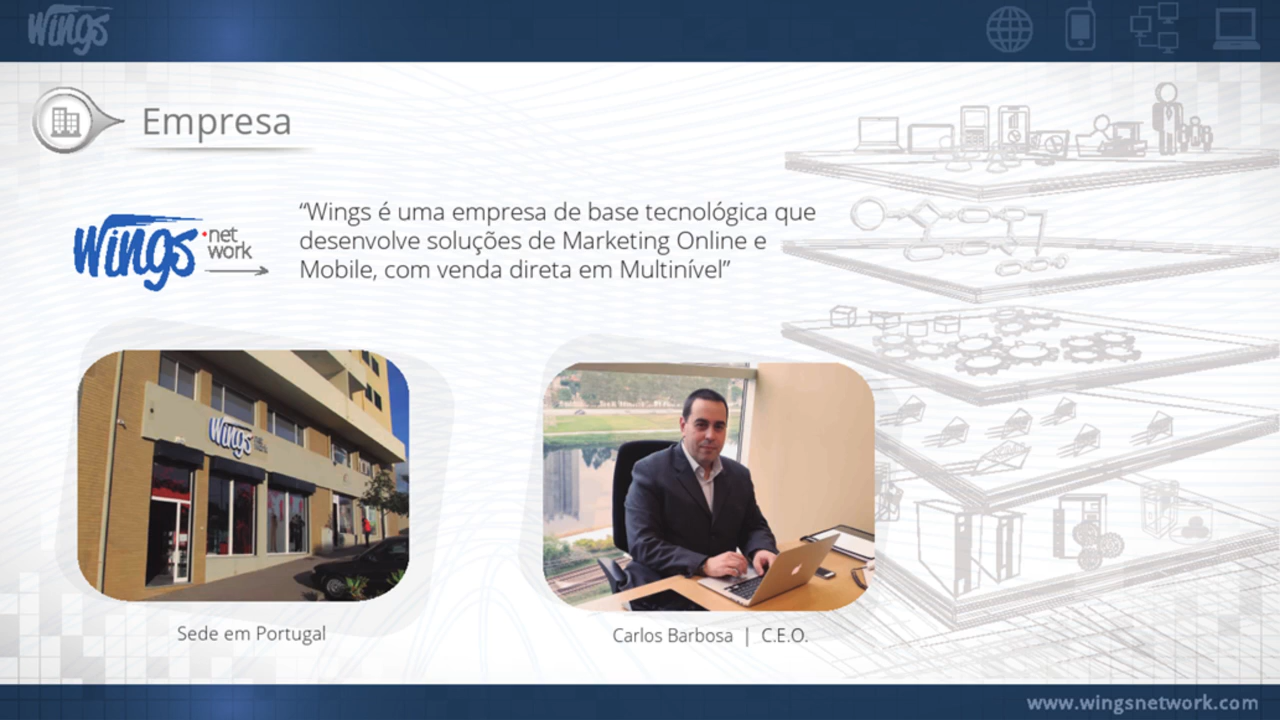 Wings
Empresa
Wings
net
work
“Wings é uma empresa de base tecnológica que
desenvolve soluções de Marketing Online e
Mobile, com venda direta em Multinível”
Wings
Sede em Portugal
Carlos Barbosa | C.E.O.
www.wingsnetwork.com